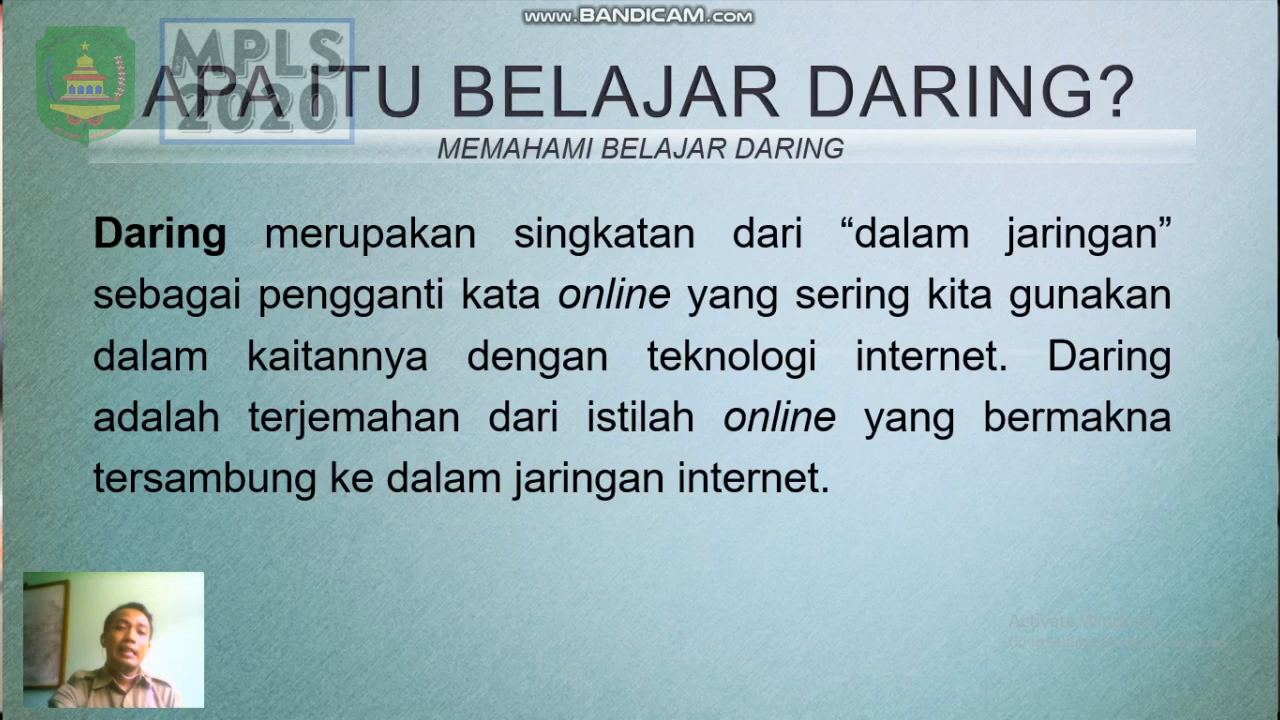 www.BANDICAM.com
MPLS
2020
APA ITU BELAJAR DARING?
MEMAHAMI BELAJAR DARING
Daring merupakan singkatan dari “dalam jaringan”
sebagai pengganti kata online yang sering kita gunakan
dalam kaitannya dengan teknologi internet. Daring
adalah terjemahan dari istilah online yang bermakna
tersambung ke dalam jaringan internet.
Activate Windows